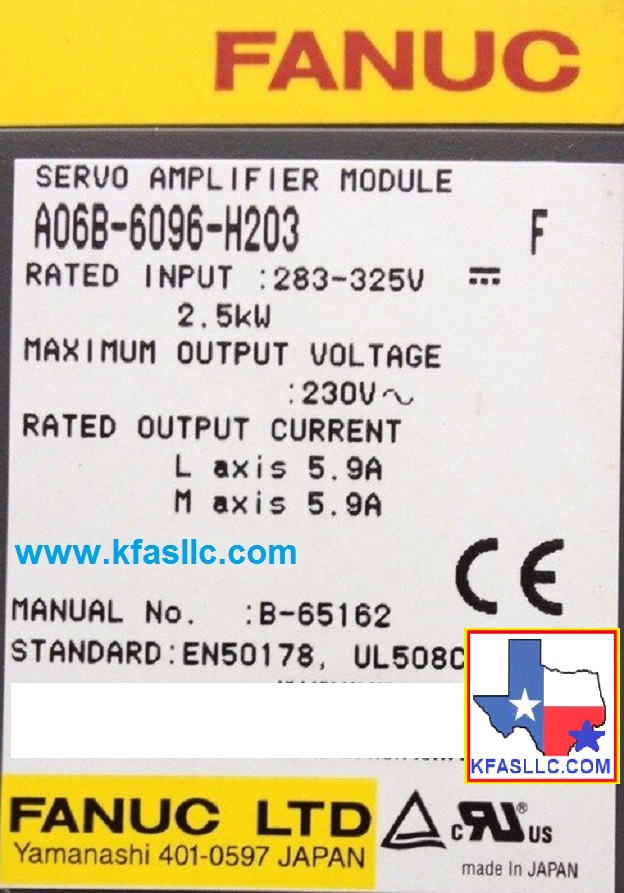 FANUC
SERVO AMPLIFIER MODULE
A06B-6096-H203 F
RATED INPUT :283-325V ⎓
2.5kW
MAXIMUM OUTPUT VOLTAGE
:230V~
RATED OUTPUT CURRENT
L axis 5.9A
M axis 5.9A
www.kfasllc.com
CE
MANUAL No. :B-65162
STANDARD:EN50178, UL508C
KFASLLC.COM
FANUC LTD
Yamanashi 401-0597 JAPAN
c RU ® US
made in JAPAN